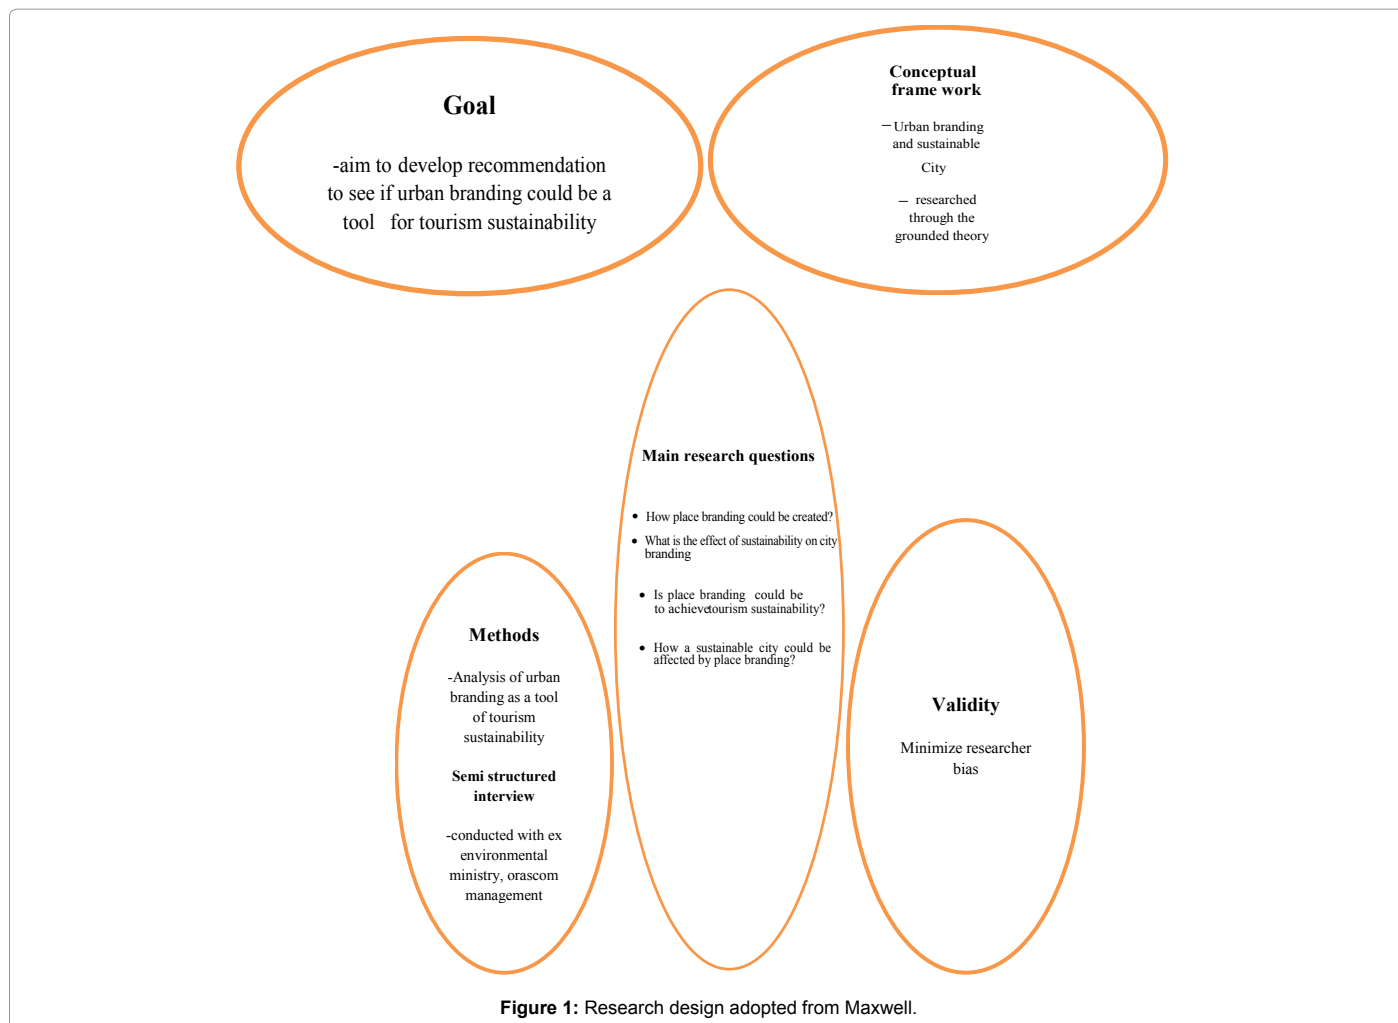 Goal
-aim to develop recommendation
to see if urban branding could be a
tool for tourism sustainability
Conceptual
frame work
– Urban branding
and sustainable
City
– researched
through the
grounded theory
Main research questions
• How place branding could be created?
• What is the effect of sustainability on city
branding
• Is place branding could be
to achievetourism sustainability?
• How a sustainable city could be
affected by place branding?
Methods
-Analysis of urban
branding as a tool
of tourism
sustainability
Semi structured
interview
-conducted with ex
environmental
ministry, orascom
management
Validity
Minimize researcher
bias
Figure 1: Research design adopted from Maxwell.